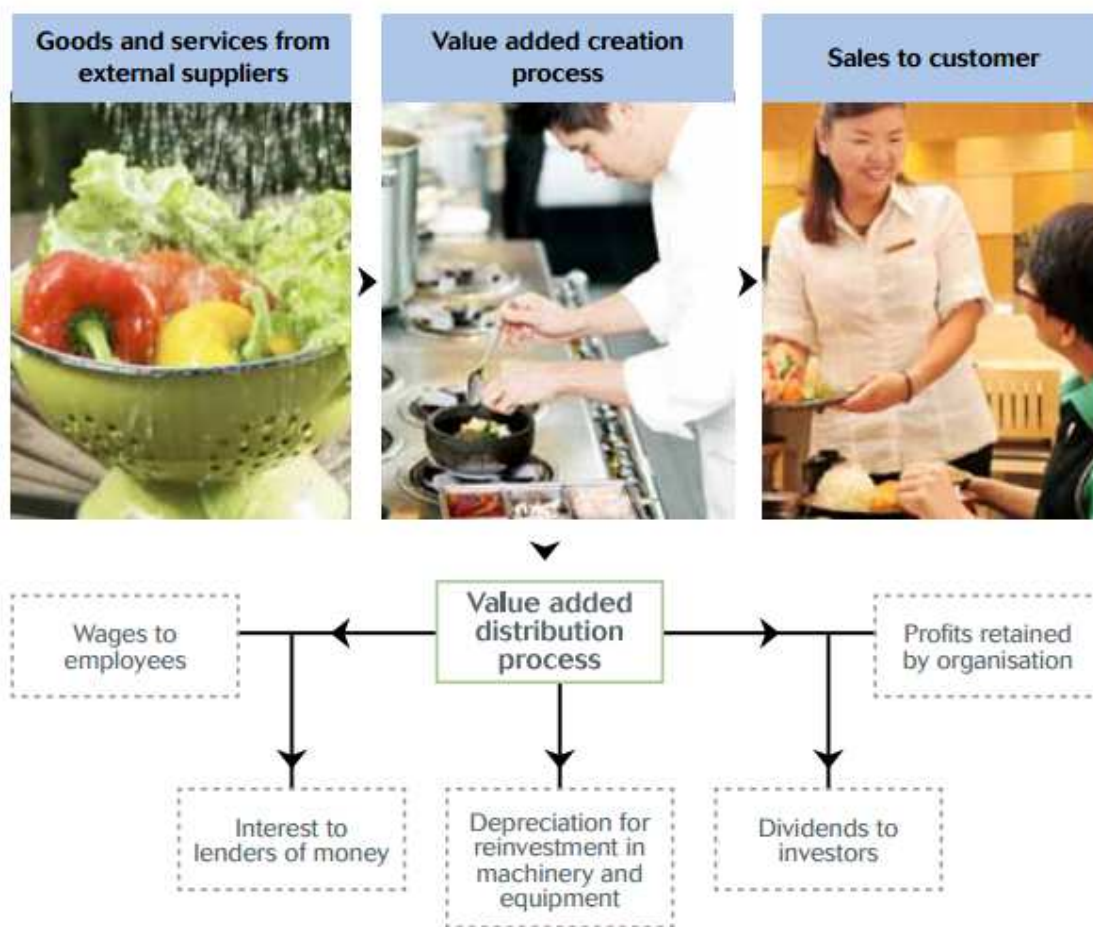 Goods and services from
external suppliers
Value added creation
process
Sales to customer
Value added
distribution
process
Wages to
employees
Profits retained
by organisation
Interest to
lenders of money
Depreciation for
reinvestment in
machinery and
equipment
Dividends to
investors